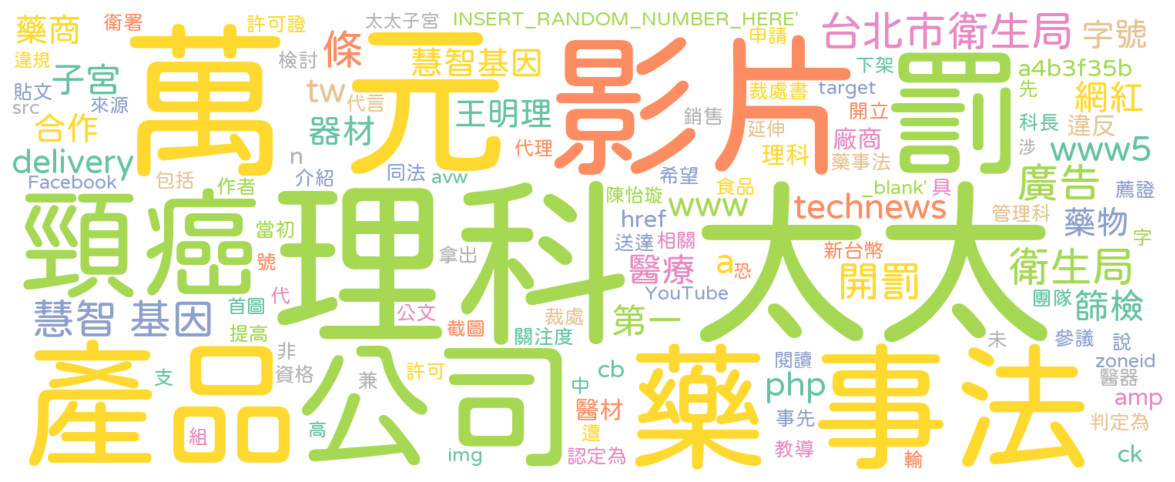 藥商
衛署
許可證
太太子宮
INSERT_RANDOM_NUMBER_HERE'
申請
台北市衛生局
字號
違規
萬
元
檢討
條
慧智基因
影片
下架
罰
a4b3f35b
貼文
子宮
src
來源
tw
代言
王明理
裁處書
target
先
網紅
合作
器材
銷售
開立
科長
違反
延伸
廠商
delivery
n
代理
理科
藥事法
涉
www5
Facebook
包括
作者
介紹
同法
avw
希望
陳怡璇
食品
_blank'
具
廣告
薦證
頸癌
理科
太太
當初
號
拿出
href
www
technews
管理科
藥物
字
送達
相關
新台幣
醫療
a
恐
開罰
衛生局
慧智 基因
首圖
代
公文
裁處
YouTube
團隊
篩檢
提高
截圖
關注度
第一
未
參議
說
產品
非
公司
藥事法
閱讀
zoneid
支
資格
兼
許可
中
cb
php
醫器
amp
醫材
事先
組
高
遭
判定為
img
認定為
教導
輸
ck